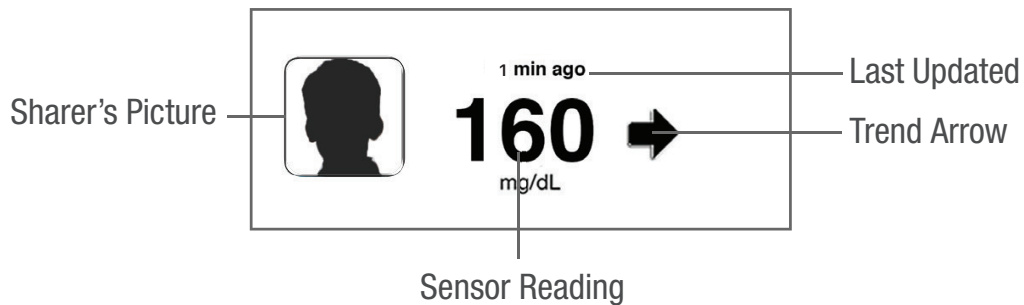 1 min ago
Last Updated
Sharer’s Picture
160
Trend Arrow
mg/dL
Sensor Reading